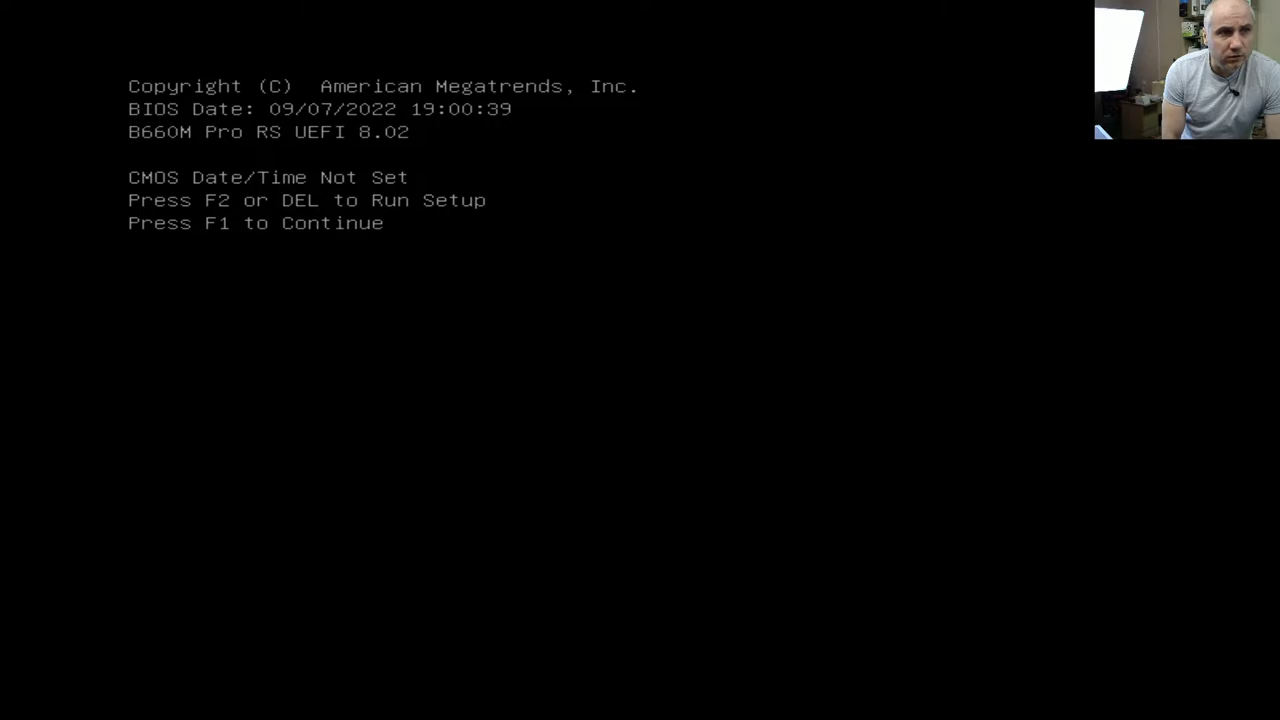 Copyright (C)  American Megatrends, Inc.
BIOS Date: 09/07/2022 19:00:39
B660M Pro RS UEFI 8.02
CMOS Date/Time Not Set
Press F2 or DEL to Run Setup
Press F1 to Continue